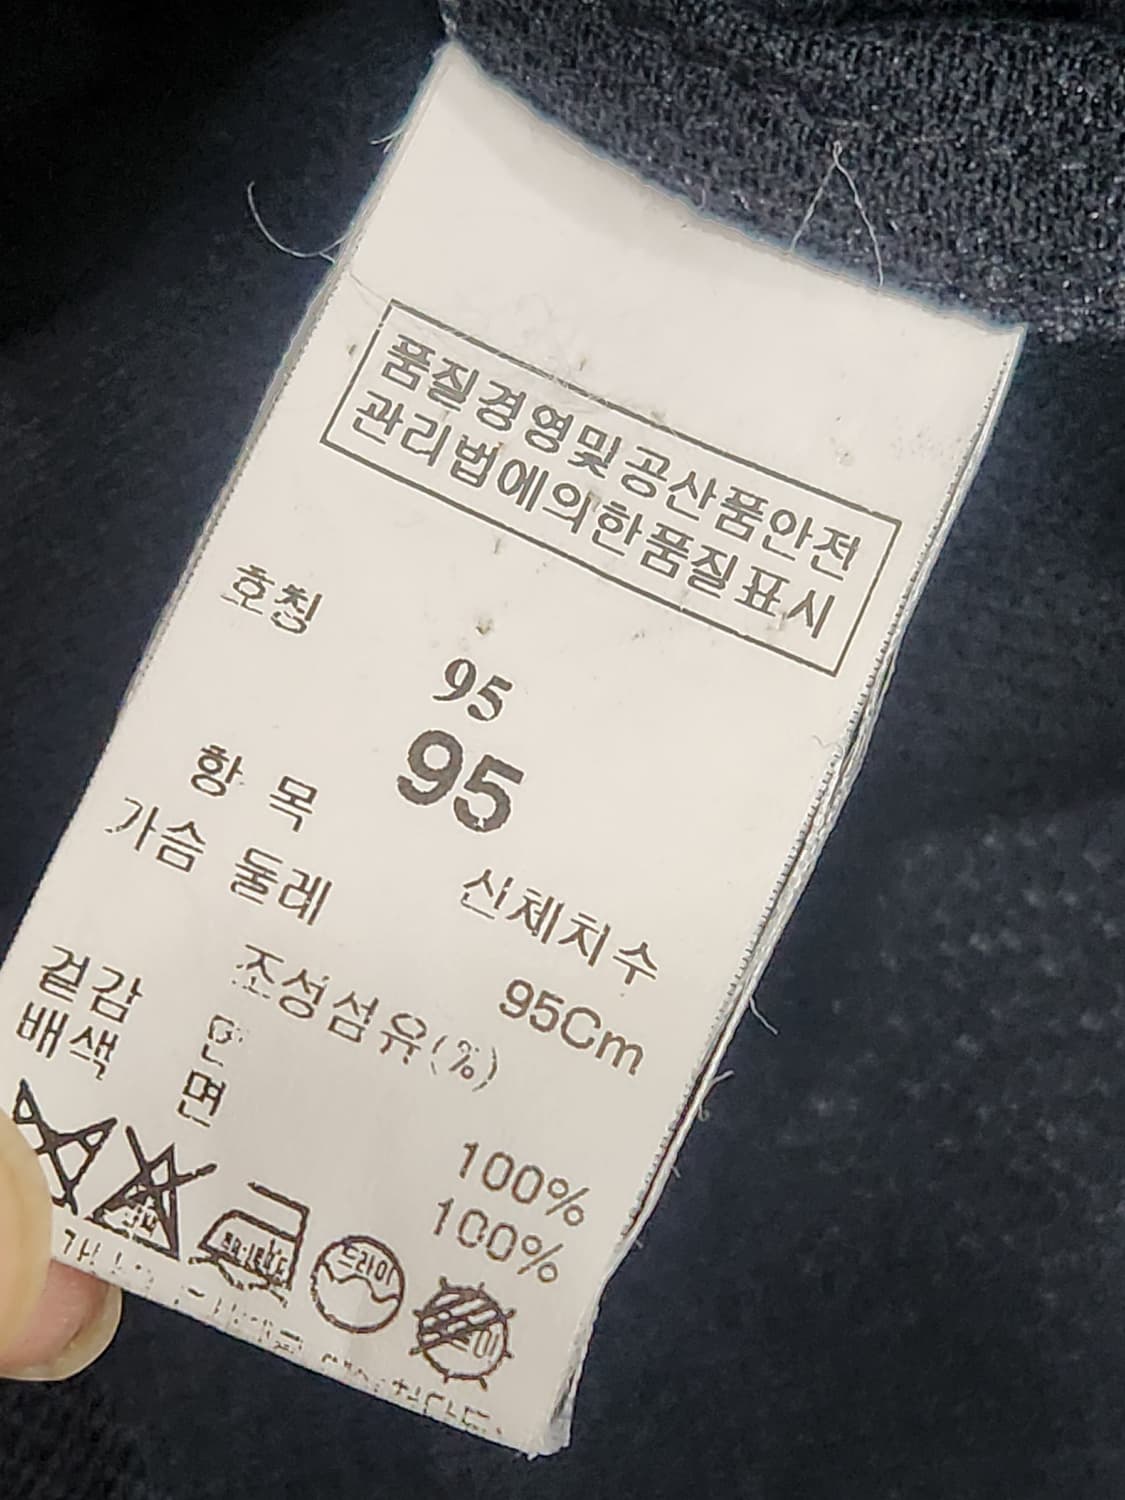 품질경영및공산품안전
관리법에의한품질표시
호칭
95
95
항 목
신체치수
가슴 둘레
95Cm
조성섬유(%)
겉감 면 100%
배색 면 100%
드라이